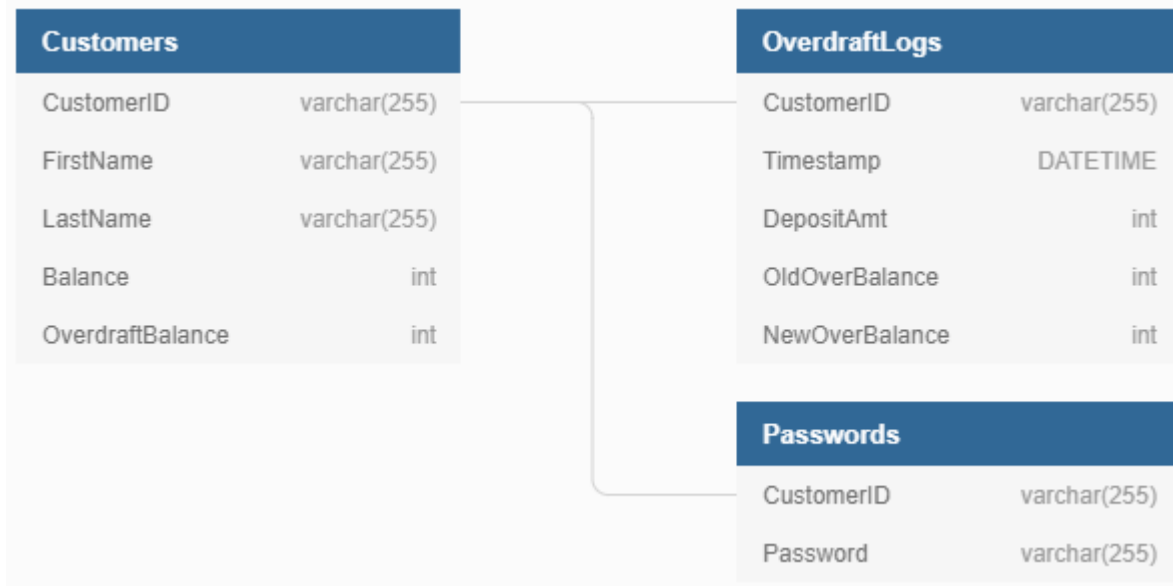 Customers
CustomerID varchar(255)
FirstName varchar(255)
LastName varchar(255)
Balance int
OverdraftBalance int
OverdraftLogs
CustomerID varchar(255)
Timestamp DATETIME
DepositAmt int
OldOverBalance int
NewOverBalance int
Passwords
CustomerID varchar(255)
Password varchar(255)